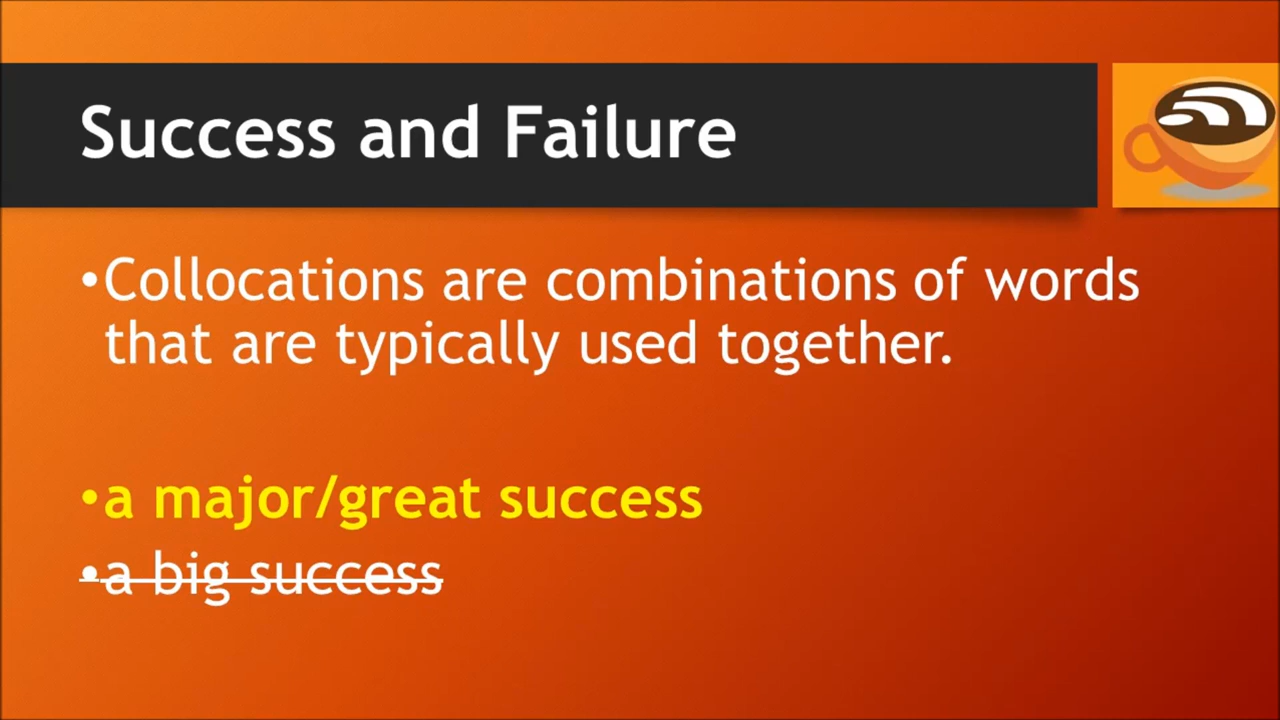 Success and Failure
•Collocations are combinations of words
that are typically used together.
•a major/great success
•a big success